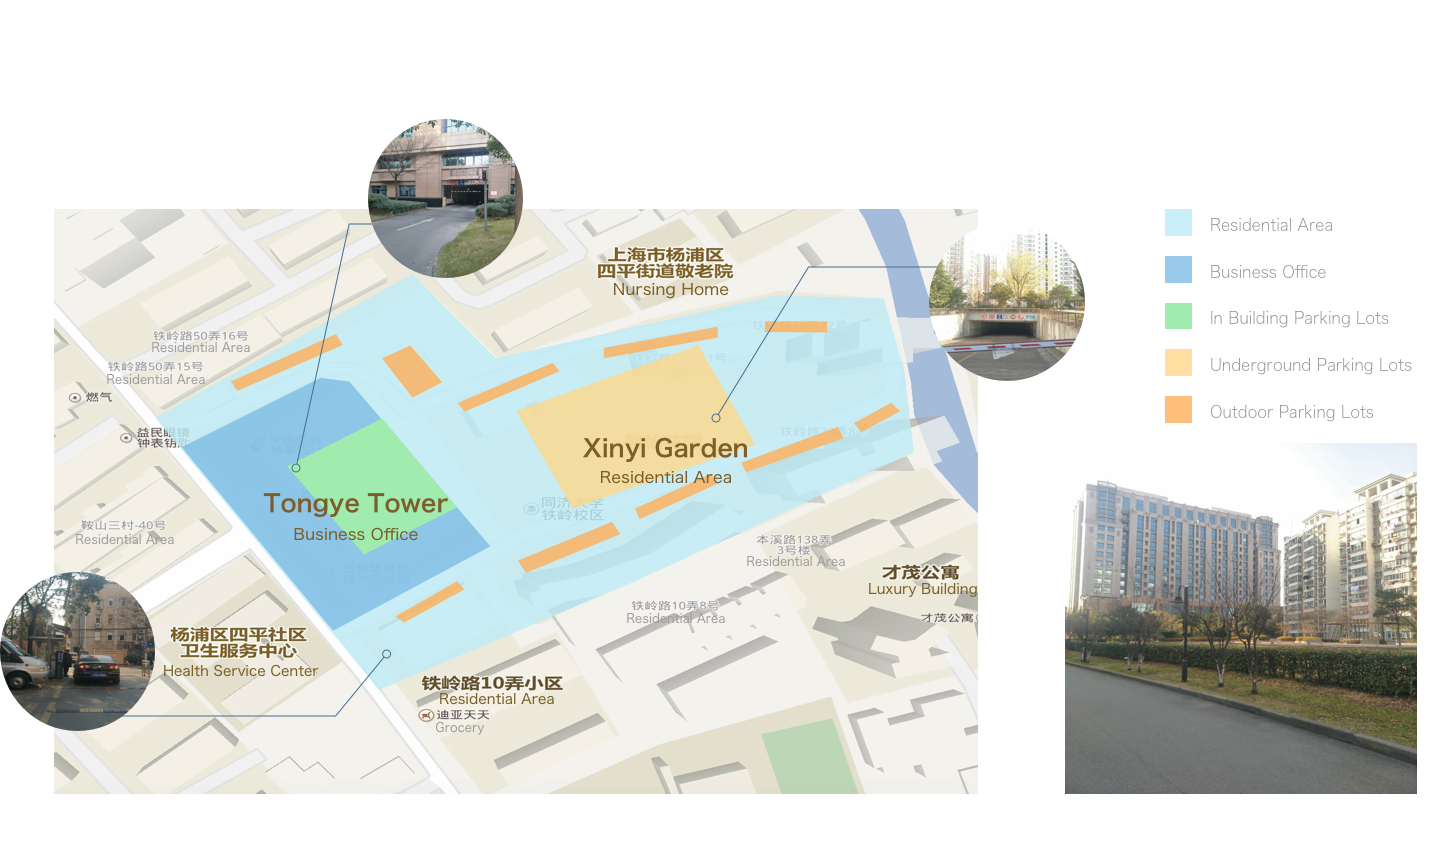 上海市杨浦区
四平街道敬老院
Nursing Home
铁岭路50弄16号
Residential Area
铁岭路50弄15号
Residential Area
燃气
益民眼镜
钟表钥匙
Xinyi Garden
Residential Area
Tongye Tower
Business Office
同济大学
铁岭校区
鞍山三村-40号
Residential Area
本溪路138弄
3号楼
Residential Area
才茂公寓
Luxury Building
才茂公寓
铁岭路10弄8号
Residential Area
杨浦区四平社区
卫生服务中心
Health Service Center
铁岭路10弄小区
Residential Area
迪亚天天
Grocery
Residential Area
Business Office
In Building Parking Lots
Underground Parking Lots
Outdoor Parking Lots